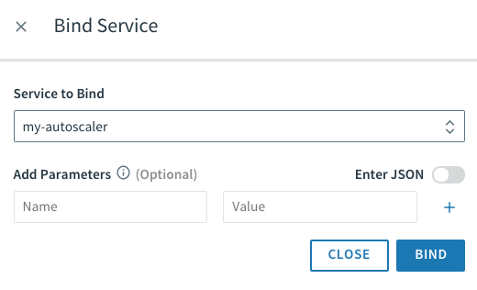 Bind Service
Service to Bind
my-autoscaler
Add Parameters (Optional) Enter JSON
Name Value
CLOSE BIND